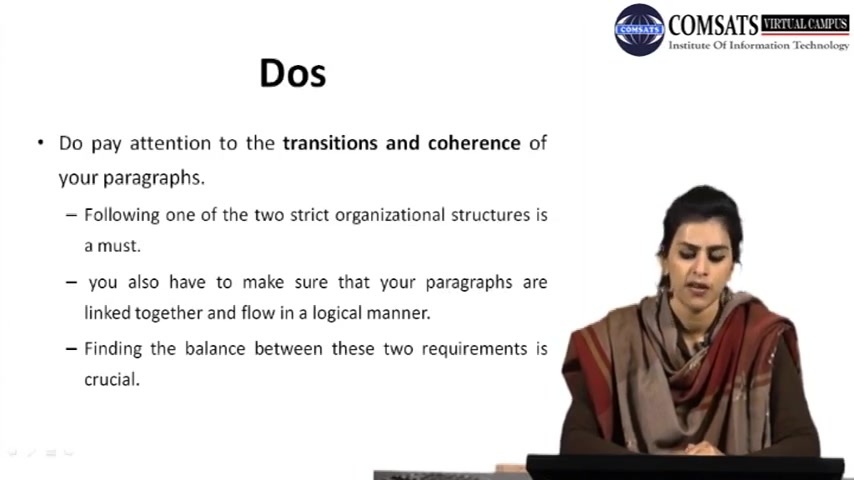 COMSATS VIRTUAL CAMPUS
COMSATS
Institute Of Information Technology
Dos
• Do pay attention to the transitions and coherence of
your paragraphs.
– Following one of the two strict organizational structures is
a must.
– you also have to make sure that your paragraphs are
linked together and flow in a logical manner.
– Finding the balance between these two requirements is
crucial.